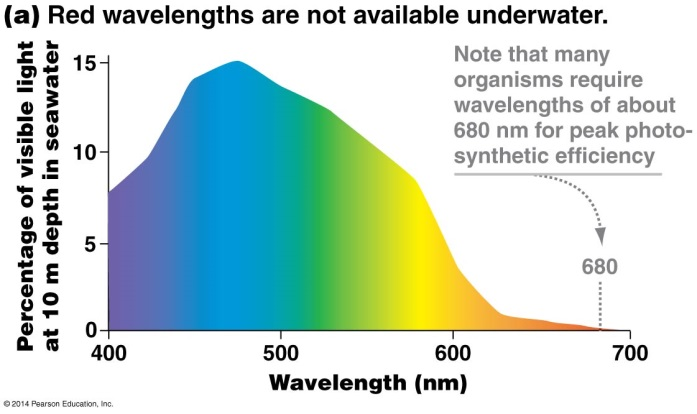 (a) Red wavelengths are not available underwater.
Percentage of visible light
at 10 m depth in seawater
15
10
5
0
Note that many
organisms require
wavelengths of about
680 nm for peak photo-
synthetic efficiency
680
400
500
600
700
Wavelength (nm)
© 2014 Pearson Education, Inc.